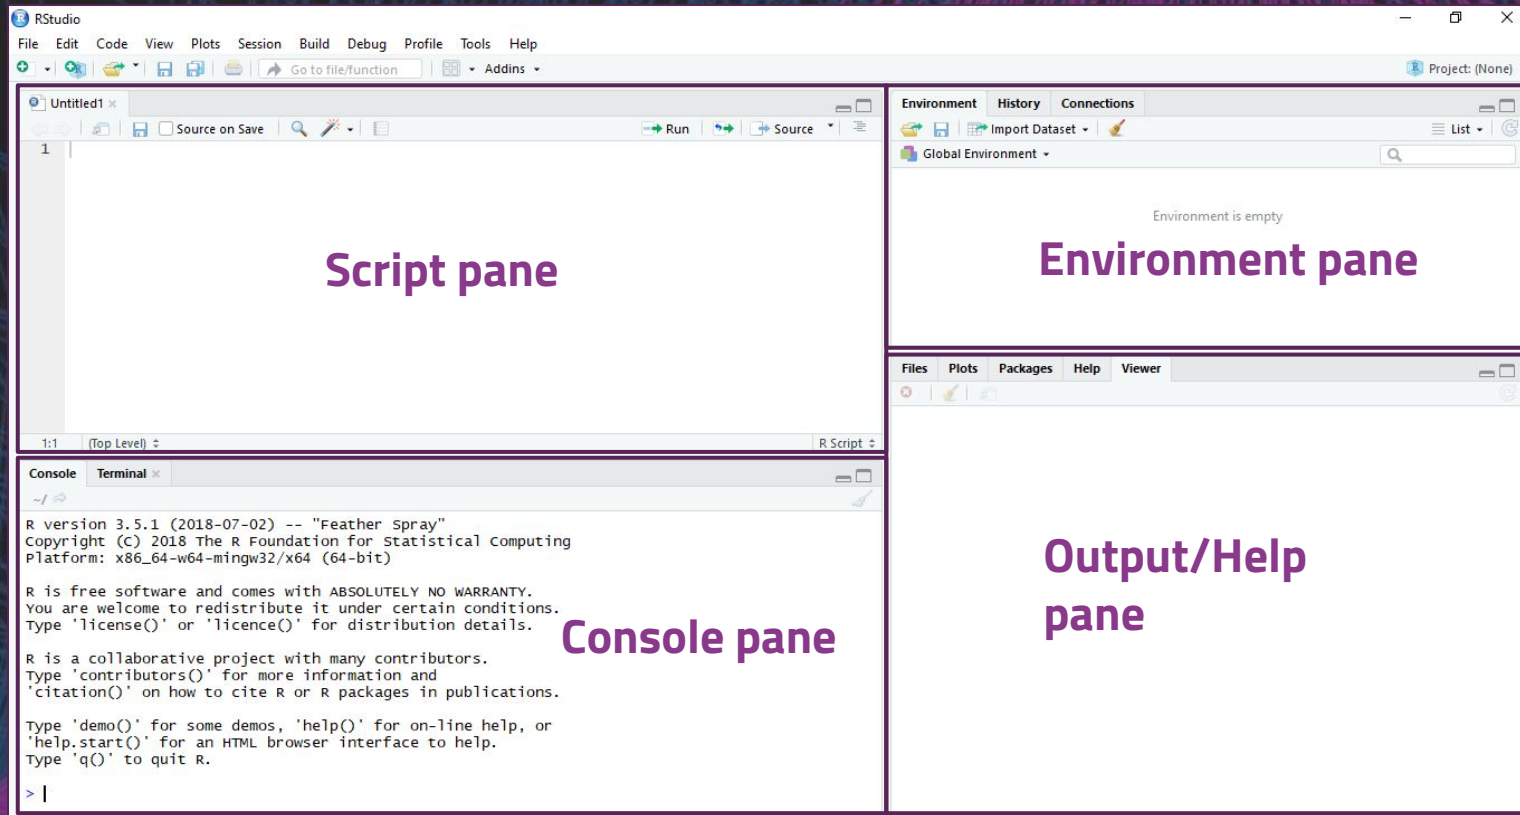 RStudio
File Edit Code View Plots Session Build Debug Profile Tools Help
Go to file/function Addins Project: (None)
Untitled1
Source on Save Run Source
1
Script pane
1:1 (Top Level) R Script
Console Terminal
~/
R version 3.5.1 (2018-07-02) -- "Feather Spray"
Copyright (C) 2018 The R Foundation for Statistical Computing
Platform: x86_64-w64-mingw32/x64 (64-bit)
R is free software and comes with ABSOLUTELY NO WARRANTY.
You are welcome to redistribute it under certain conditions.
Type 'license()' or 'licence()' for distribution details.
R is a collaborative project with many contributors.
Type 'contributors()' for more information and
'citation()' on how to cite R or R packages in publications.
Type 'demo()' for some demos, 'help()' for on-line help, or
'help.start()' for an HTML browser interface to help.
Type 'q()' to quit R.
>
Console pane
Environment History Connections
Import Dataset List
Global Environment
Environment is empty
Environment pane
Files Plots Packages Help Viewer
Output/Help
pane